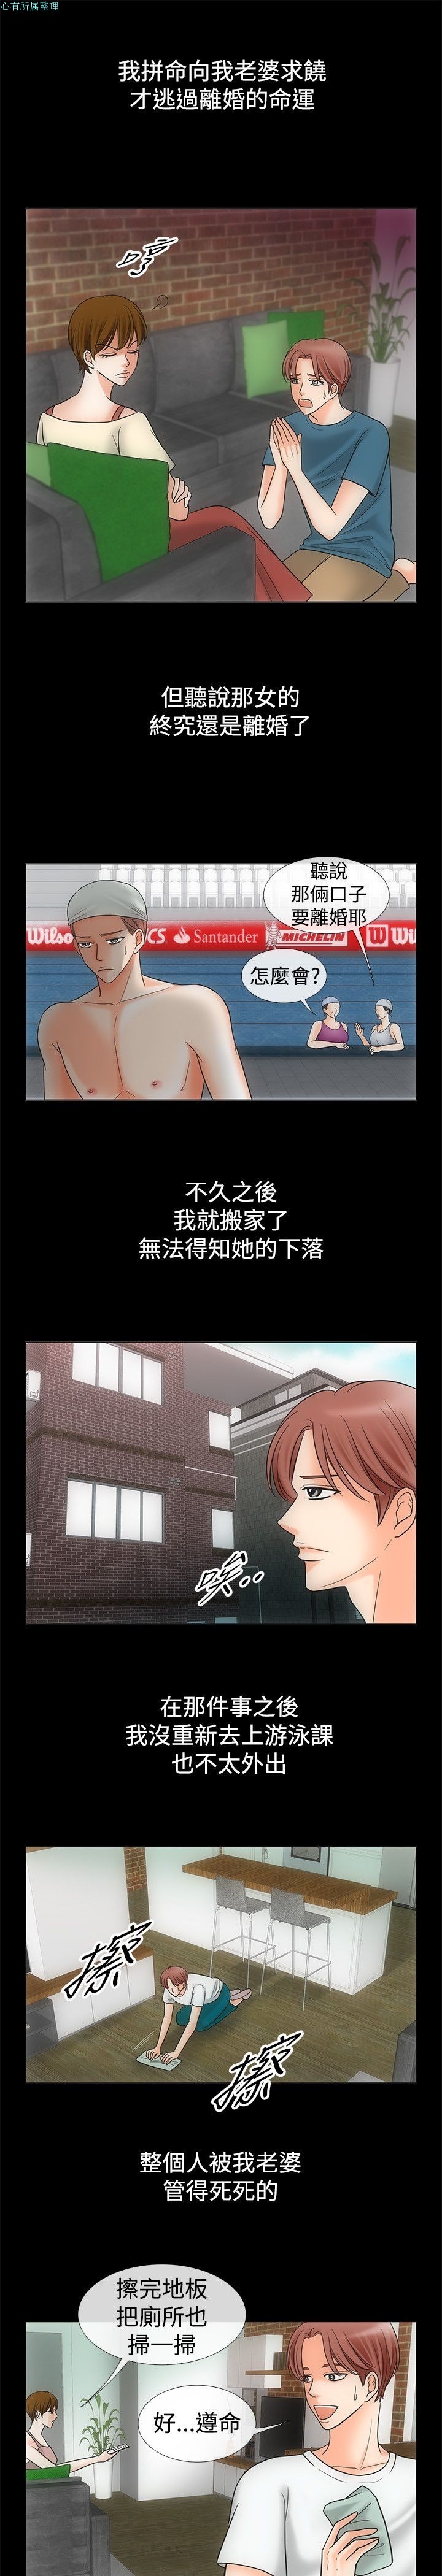 心有所属整理
我拼命向我老婆求饒
才逃過離婚的命運
哼
但聽說那女的
終究還是離婚了
聽說
那倆口子
要離婚耶
Wilso
CS
Santander
MICHELIN
Wi
怎麼會?
不久之後
我就搬家了
無法得知她的下落
唉..
在那件事之後
我沒重新去上游泳課
也不太外出
擦
擦
整個人被我老婆
管得死死的
擦完地板
把廁所也
掃一掃
好...遵命